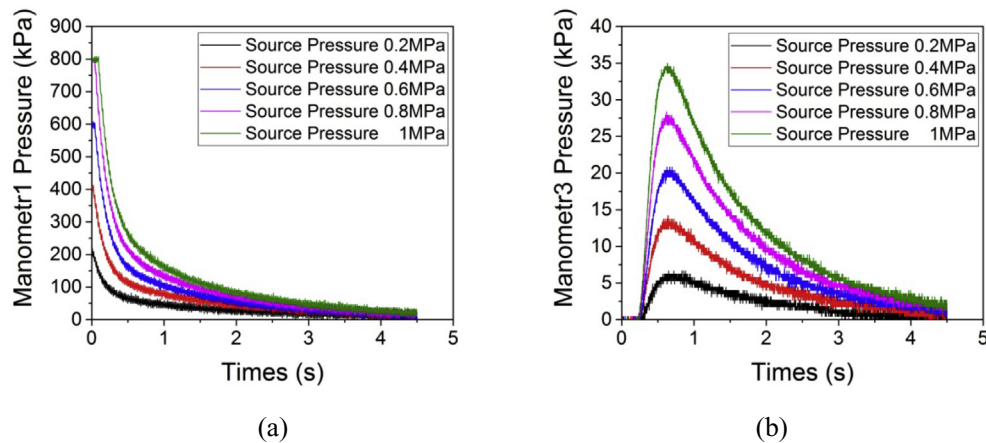 Manometr1 Pressure (kPa)
900
800
700
600
500
400
300
200
100
0
Source Pressure 0.2MPa
Source Pressure 0.4MPa
Source Pressure 0.6MPa
Source Pressure 0.8MPa
Source Pressure 1MPa
0 1 2 3 4 5
Times (s)
(a)
Manometr3 Pressure (kPa)
40
35
30
25
20
15
10
5
0
Source Pressure 0.2MPa
Source Pressure 0.4MPa
Source Pressure 0.6MPa
Source Pressure 0.8MPa
Source Pressure 1MPa
0 1 2 3 4 5
Times (s)
(b)